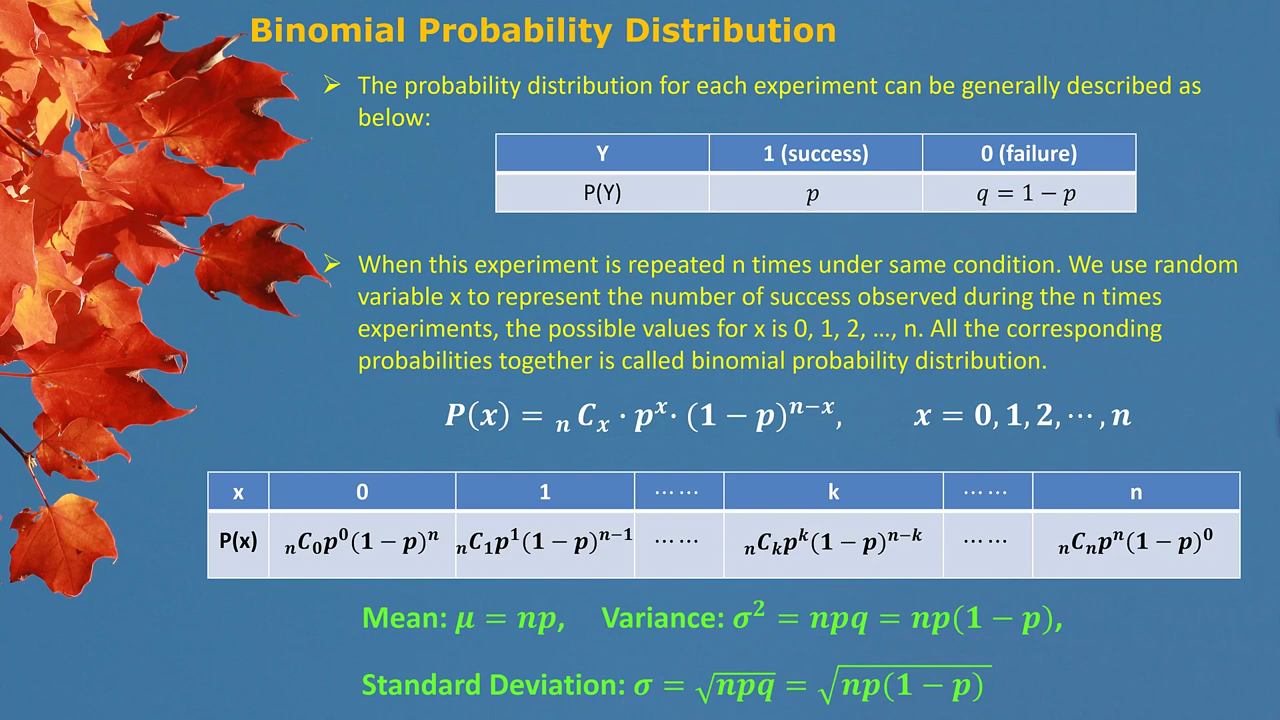 Binomial Probability Distribution
➢ The probability distribution for each experiment can be generally described as
below:
Y 1 (success) 0 (failure)
P(Y) p q = 1 − p
➢ When this experiment is repeated n times under same condition. We use random
variable x to represent the number of success observed during the n times
experiments, the possible values for x is 0, 1, 2, …, n. All the corresponding
probabilities together is called binomial probability distribution.
P(x) = ₙCₓ · pˣ · (1 − p)ⁿ⁻ˣ, x = 0, 1, 2, ⋯, n
x 0 1 ⋯⋯ k ⋯⋯ n
P(x) ₙC₀p⁰(1 − p)ⁿ ₙC₁p¹(1 − p)ⁿ⁻¹ ⋯⋯ ₙCₖpᵏ(1 − p)ⁿ⁻ᵏ ⋯⋯ ₙCₙpⁿ(1 − p)⁰
Mean: μ = np, Variance: σ² = npq = np(1 − p),
Standard Deviation: σ = √(npq) = √(np(1 − p))